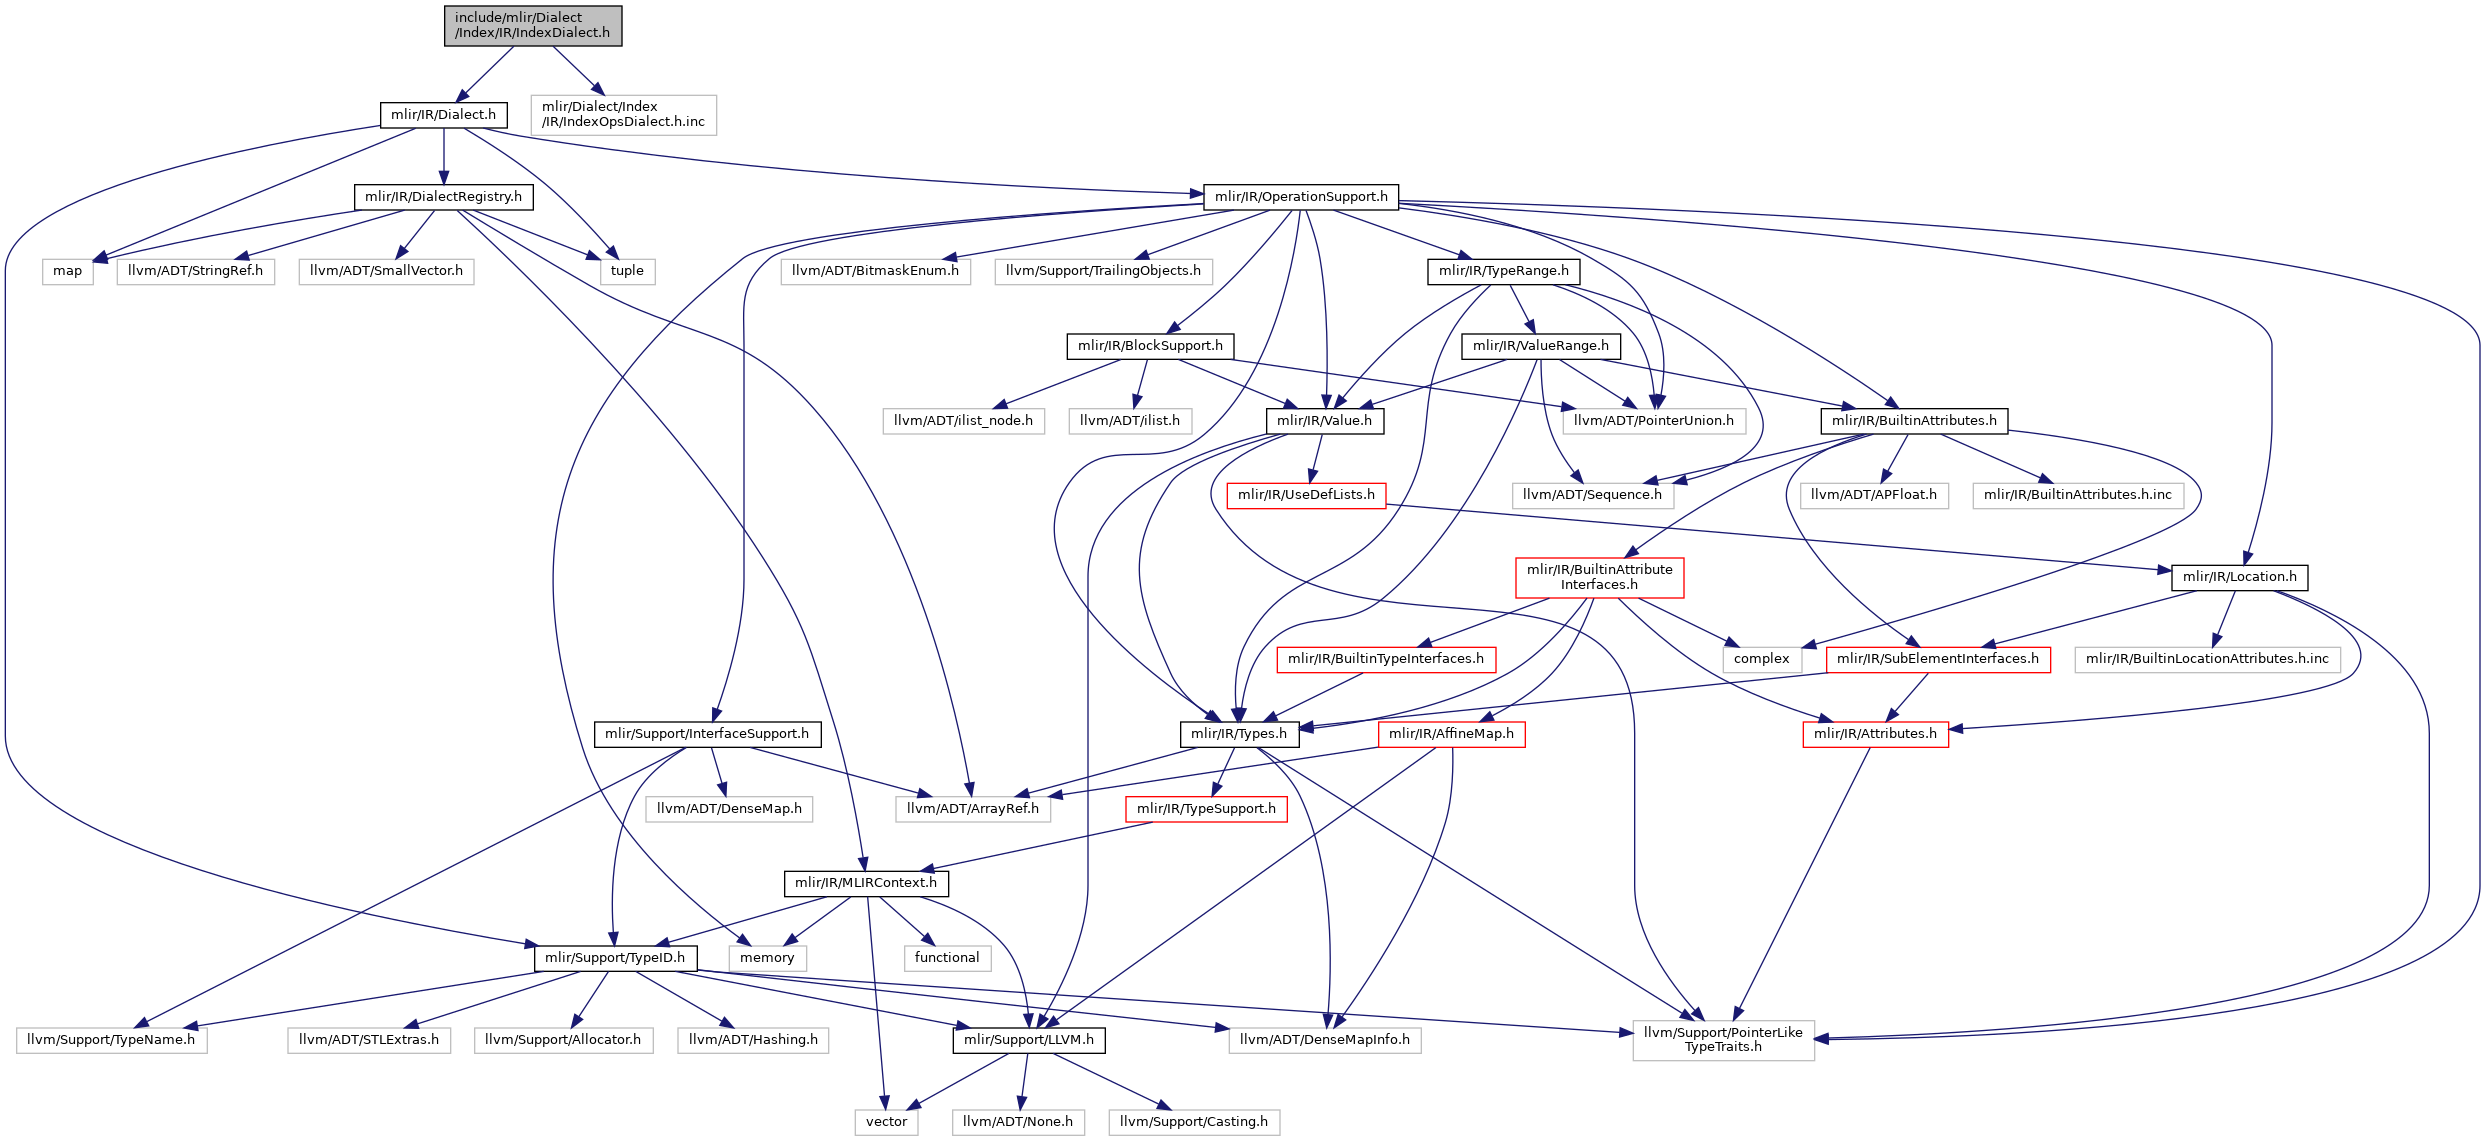 include/mlir/Dialect
/Index/IR/IndexDialect.h
mlir/IR/Dialect.h
mlir/Dialect/Index
/IR/IndexOpsDialect.h.inc
mlir/IR/DialectRegistry.h
mlir/IR/OperationSupport.h
map
llvm/ADT/StringRef.h
llvm/ADT/SmallVector.h
tuple
llvm/ADT/BitmaskEnum.h
llvm/Support/TrailingObjects.h
mlir/IR/TypeRange.h
mlir/IR/BlockSupport.h
mlir/IR/ValueRange.h
llvm/ADT/ilist_node.h
llvm/ADT/ilist.h
mlir/IR/Value.h
llvm/ADT/PointerUnion.h
mlir/IR/BuiltinAttributes.h
mlir/IR/UseDefLists.h
llvm/ADT/Sequence.h
llvm/ADT/APFloat.h
mlir/IR/BuiltinAttributes.h.inc
mlir/IR/BuiltinAttribute
Interfaces.h
mlir/IR/Location.h
mlir/IR/BuiltinTypeInterfaces.h
complex
mlir/IR/SubElementInterfaces.h
mlir/IR/BuiltinLocationAttributes.h.inc
mlir/Support/InterfaceSupport.h
mlir/IR/Types.h
mlir/IR/AffineMap.h
mlir/IR/Attributes.h
llvm/ADT/DenseMap.h
llvm/ADT/ArrayRef.h
mlir/IR/TypeSupport.h
mlir/IR/MLIRContext.h
mlir/Support/TypeID.h
memory
functional
llvm/Support/TypeName.h
llvm/ADT/STLExtras.h
llvm/Support/Allocator.h
llvm/ADT/Hashing.h
mlir/Support/LLVM.h
llvm/ADT/DenseMapInfo.h
llvm/Support/PointerLike
TypeTraits.h
vector
llvm/ADT/None.h
llvm/Support/Casting.h